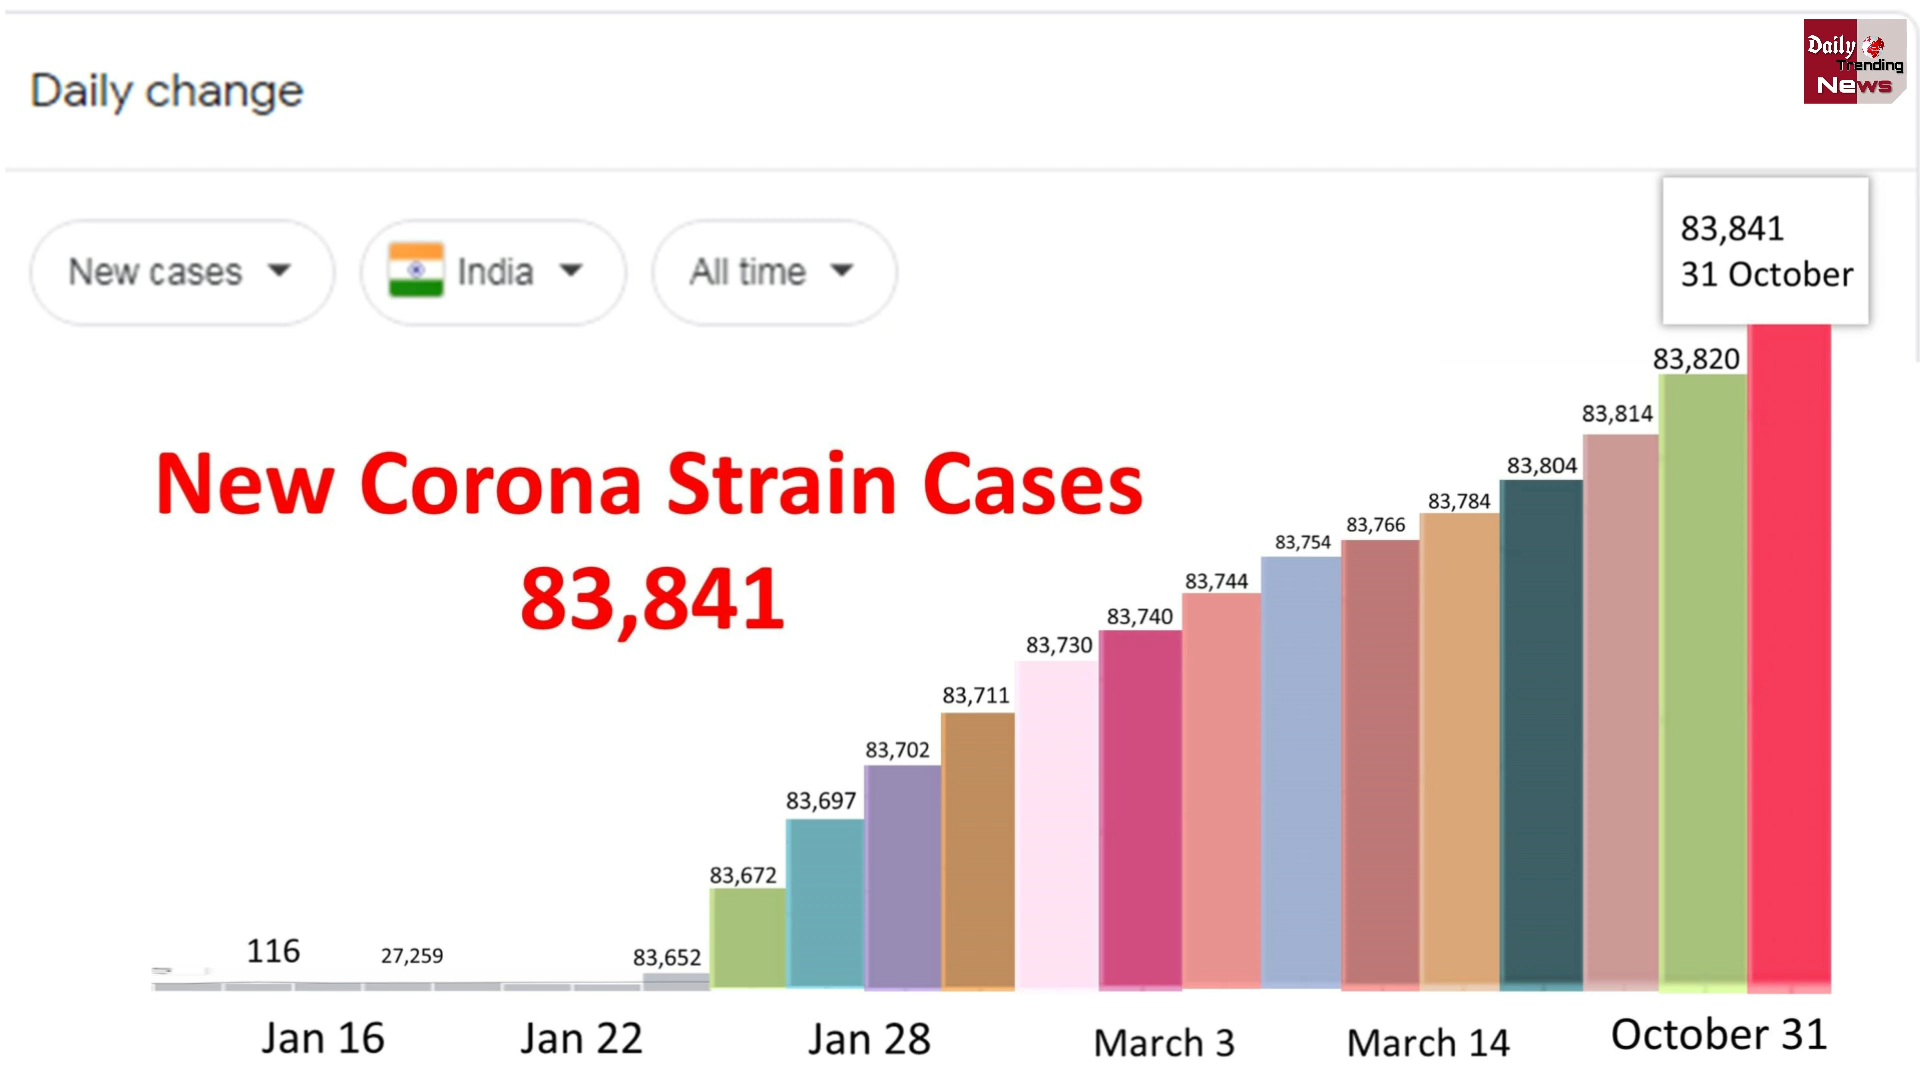 Daily
Trending
News
Daily change
New cases
India
All time
83,841
31 October
New Corona Strain Cases
83,841
116
27,259
83,652
83,672
83,697
83,702
83,711
83,730
83,740
83,744
83,754
83,766
83,784
83,804
83,814
83,820
Jan 16
Jan 22
Jan 28
March 3
March 14
October 31